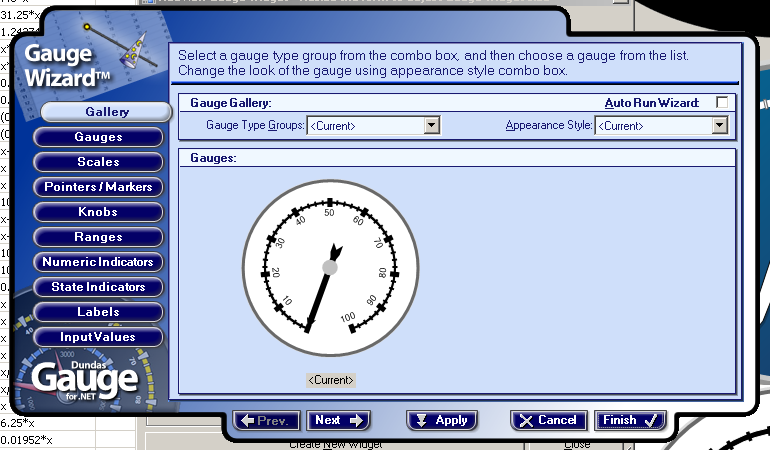 31.25*x
Gauge
Wizard™
Select a gauge type group from the combo box, and then choose a gauge from the list.
Change the look of the gauge using appearance style combo box.
Gallery
Gauges
Scales
Pointers / Markers
Knobs
Ranges
Numeric Indicators
State Indicators
Labels
Input Values
Gauge Gallery:
Auto Run Wizard:
Gauge Type Groups: <Current>
Appearance Style: <Current>
Gauges:
10 20 30 40 50 60 70 80 90 100
<Current>
3000
Dundas
Gauge
for .NET
Prev.
Next
Apply
Cancel
Finish
6.25*x
0.01952*x
Create New Widget
Close